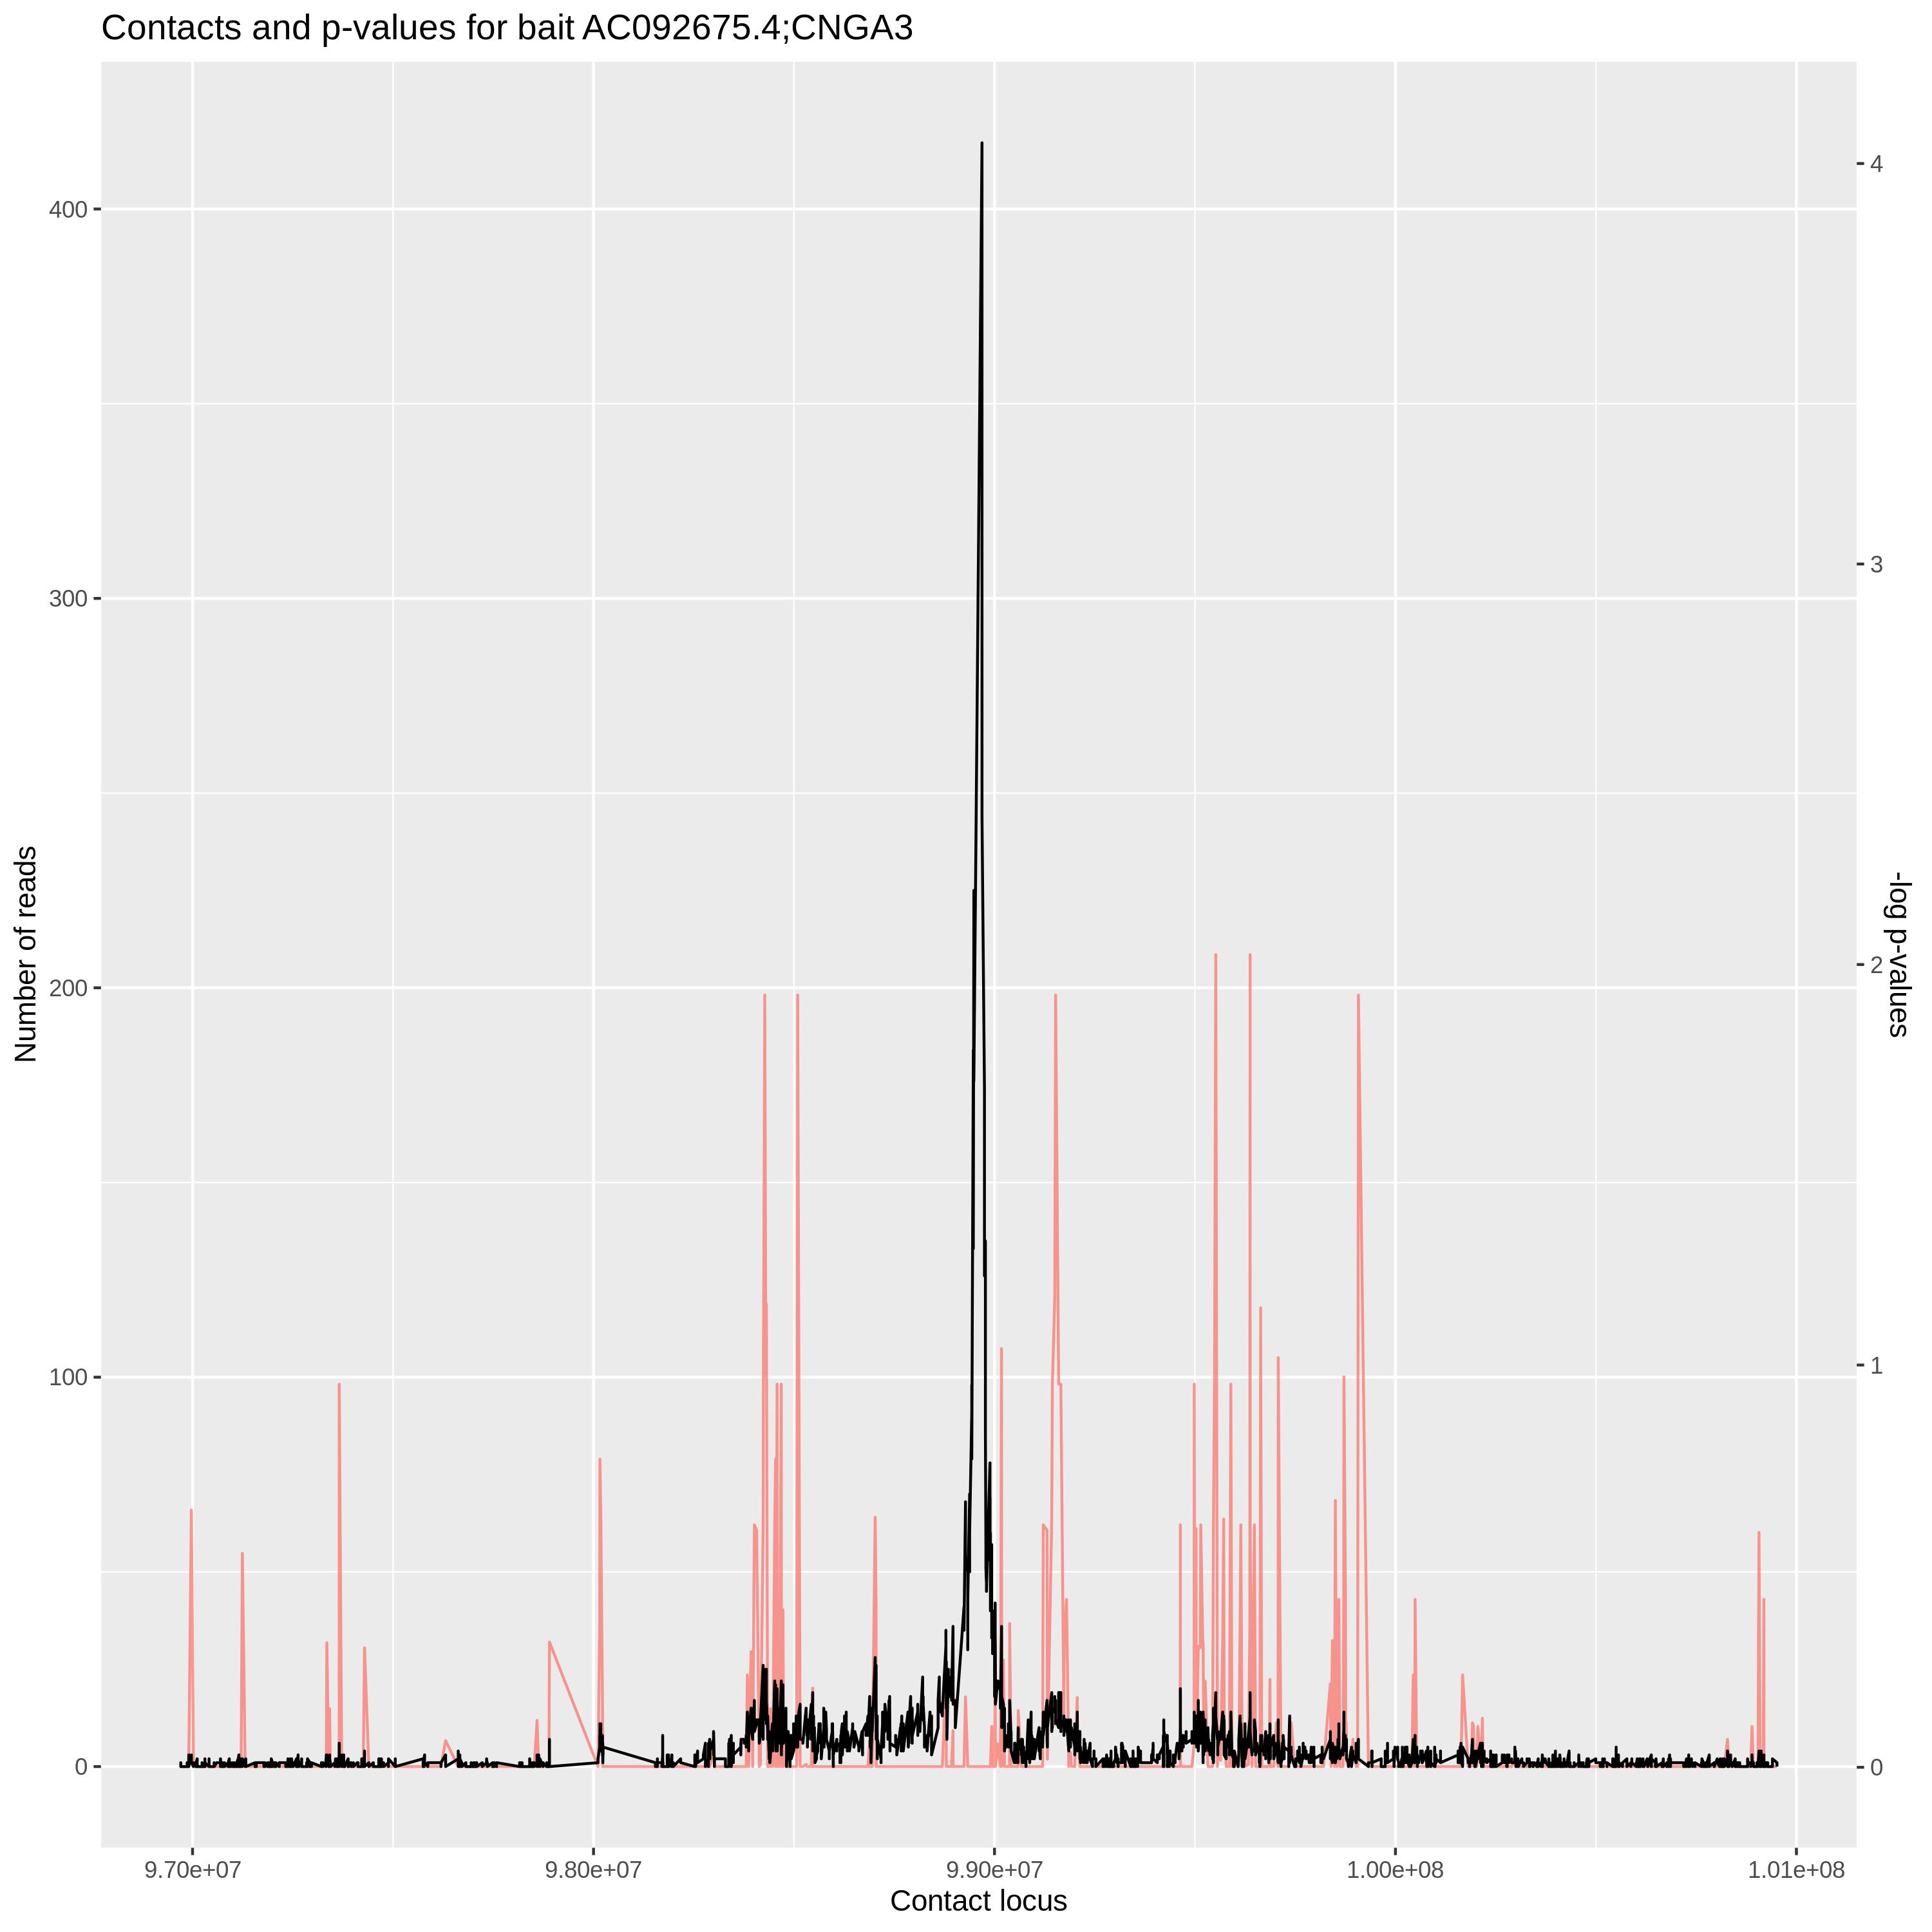 Contacts and p-values for bait AC092675.4;CNGA3
400
300
200
100
0
Number of reads
4
3
2
1
0
-log p-values
9.70e+07
9.80e+07
9.90e+07
1.00e+08
1.01e+08
Contact locus